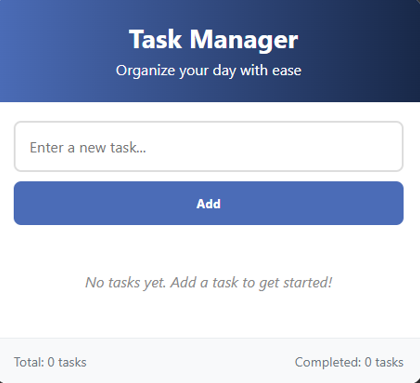 Task Manager
Organize your day with ease
Enter a new task...
Add
No tasks yet. Add a task to get started!
Total: 0 tasks Completed: 0 tasks